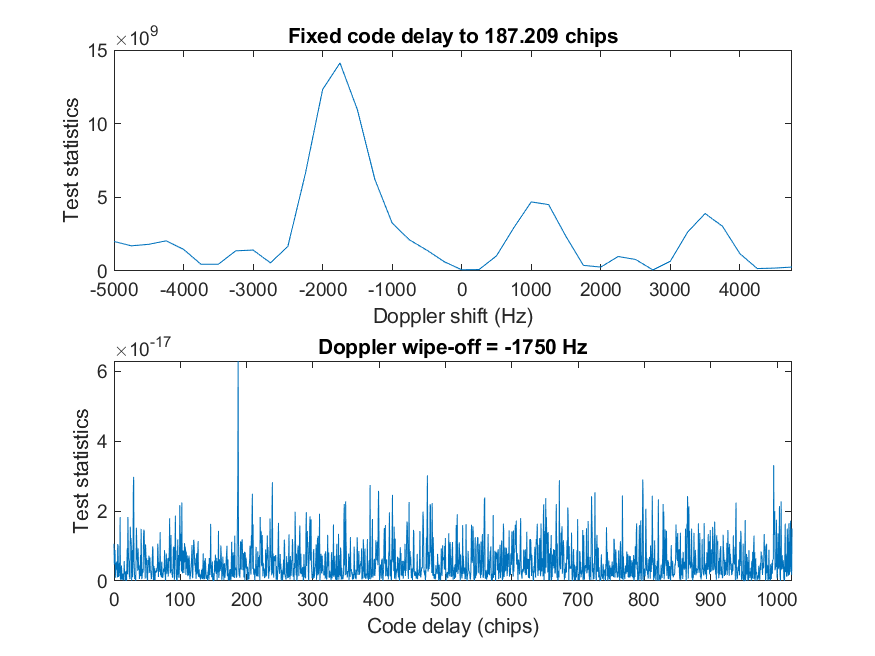 ×10⁹
Fixed code delay to 187.209 chips
15
10
5
0
Test statistics
-5000 -4000 -3000 -2000 -1000 0 1000 2000 3000 4000
Doppler shift (Hz)
×10⁻¹⁷
Doppler wipe-off = -1750 Hz
6
4
2
0
Test statistics
0 100 200 300 400 500 600 700 800 900 1000
Code delay (chips)